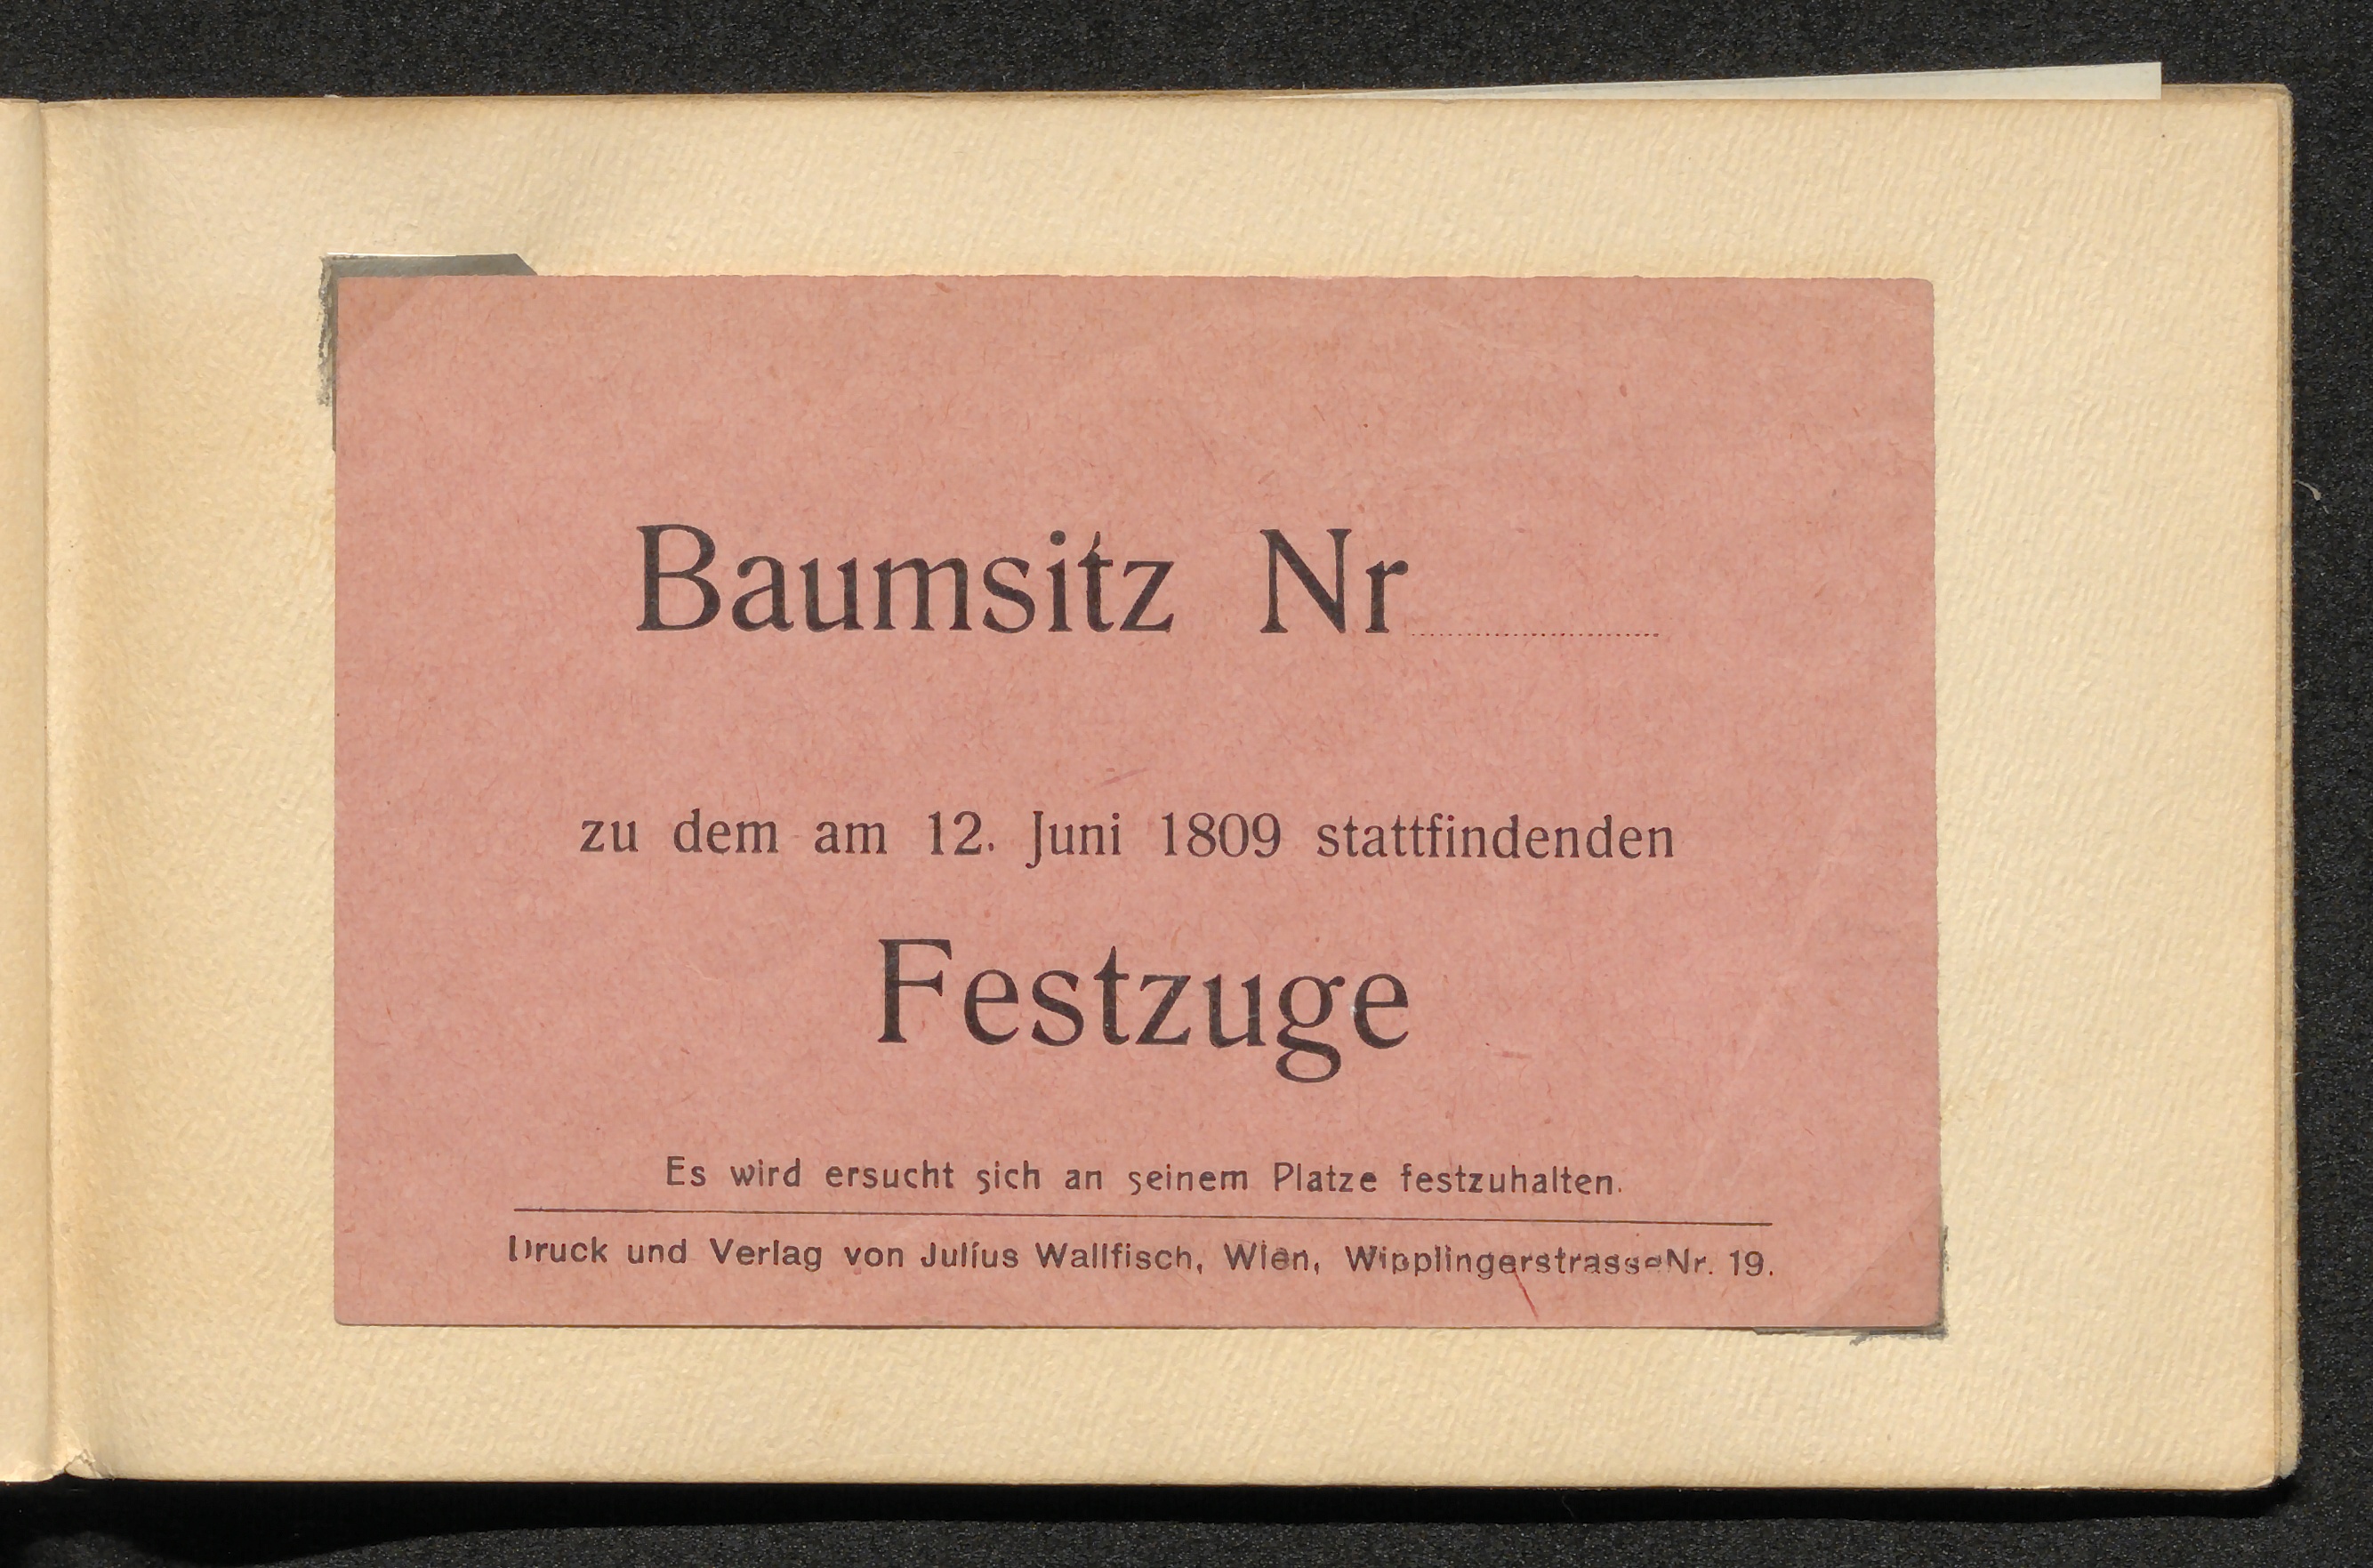 Baumsitz Nr
zu dem am 12. Juni 1809 stattfindenden
Festzuge
Es wird ersucht sich an seinem Platze festzuhalten.
Druck und Verlag von Julius Wallfisch, Wien, Wipplingerstrasse Nr. 19.